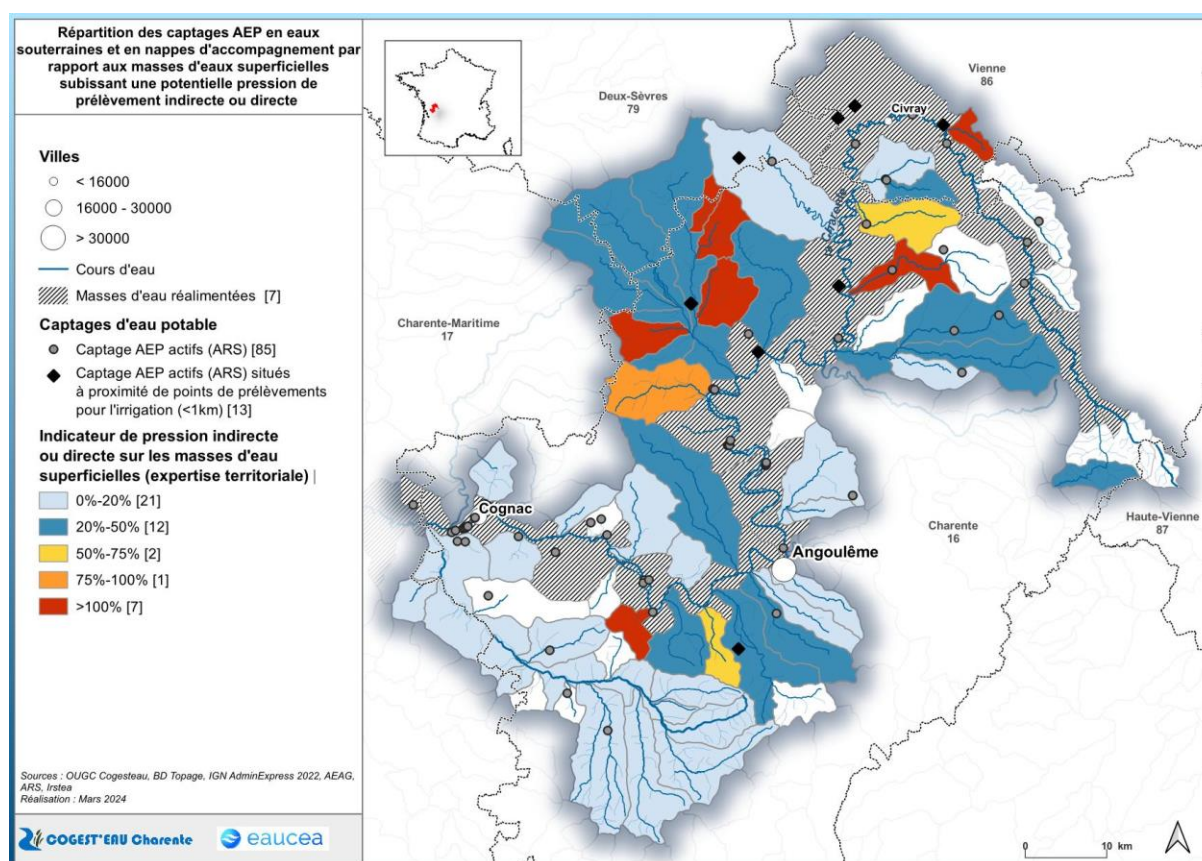 Répartition des captages AEP en eaux
souterraines et en nappes d'accompagnement par
rapport aux masses d'eaux superficielles
subissant une potentielle pression de
prélèvement indirecte ou directe
Villes
< 16000
16000 - 30000
> 30000
Cours d'eau
Masses d'eau réalimentées [7]
Captages d'eau potable
Captage AEP actifs (ARS) [85]
Captage AEP actifs (ARS) situés
à proximité de points de prélèvements
pour l'irrigation (<1km) [13]
Indicateur de pression indirecte
ou directe sur les masses d'eau
superficielles (expertise territoriale) |
0%-20% [21]
20%-50% [12]
50%-75% [2]
75%-100% [1]
>100% [7]
Sources : OUGC Cogesteau, BD Topage, IGN AdminExpress 2022, AEAG,
ARS, Irstea
Réalisation : Mars 2024
COGEST'EAU Charente
eaucea
Deux-Sèvres
79
Vienne
86
Civray
Charente-Maritime
17
Cognac
Angoulême
Charente
16
Haute-Vienne
87
0
10 km